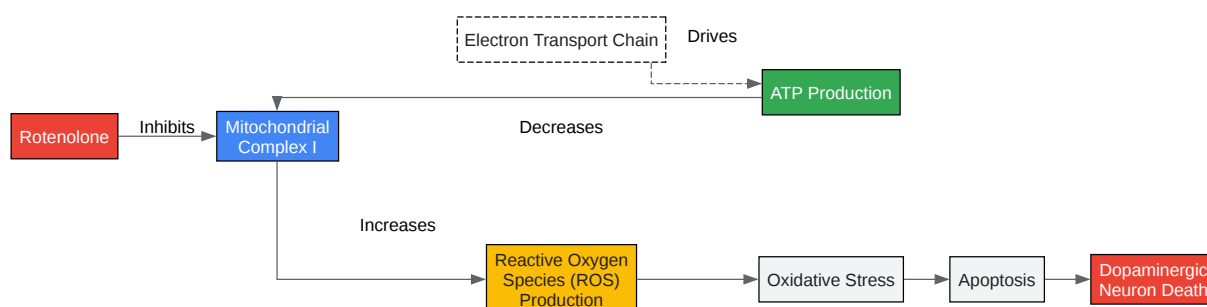 Electron Transport Chain
Drives
ATP Production
Rotenolone
Inhibits
Mitochondrial
Complex I
Decreases
Increases
Reactive Oxygen
Species (ROS)
Production
Oxidative Stress
Apoptosis
Dopaminergic
Neuron Death